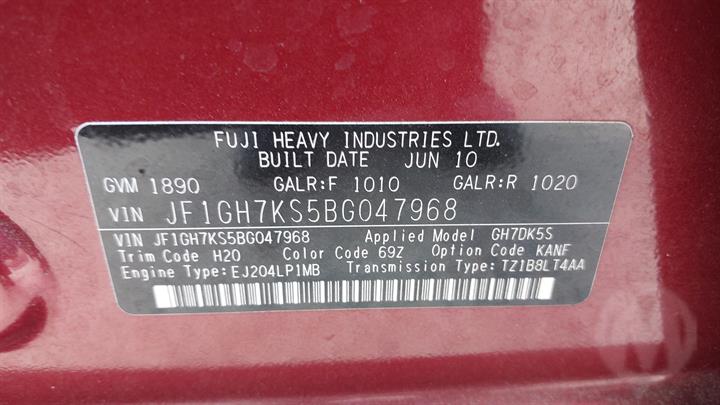 FUJI HEAVY INDUSTRIES LTD.
BUILT DATE JUN 10
GVM 1890 GALR:F 1010 GALR:R 1020
VIN JF1GH7KS5BG047968
VIN JF1GH7KS5BG047968 Applied Model GH7DK5S
Trim Code H20 Color Code 69Z Option Code KANF
Engine Type:EJ204LP1MB Transmission Type:TZ1B8LT4AA
M